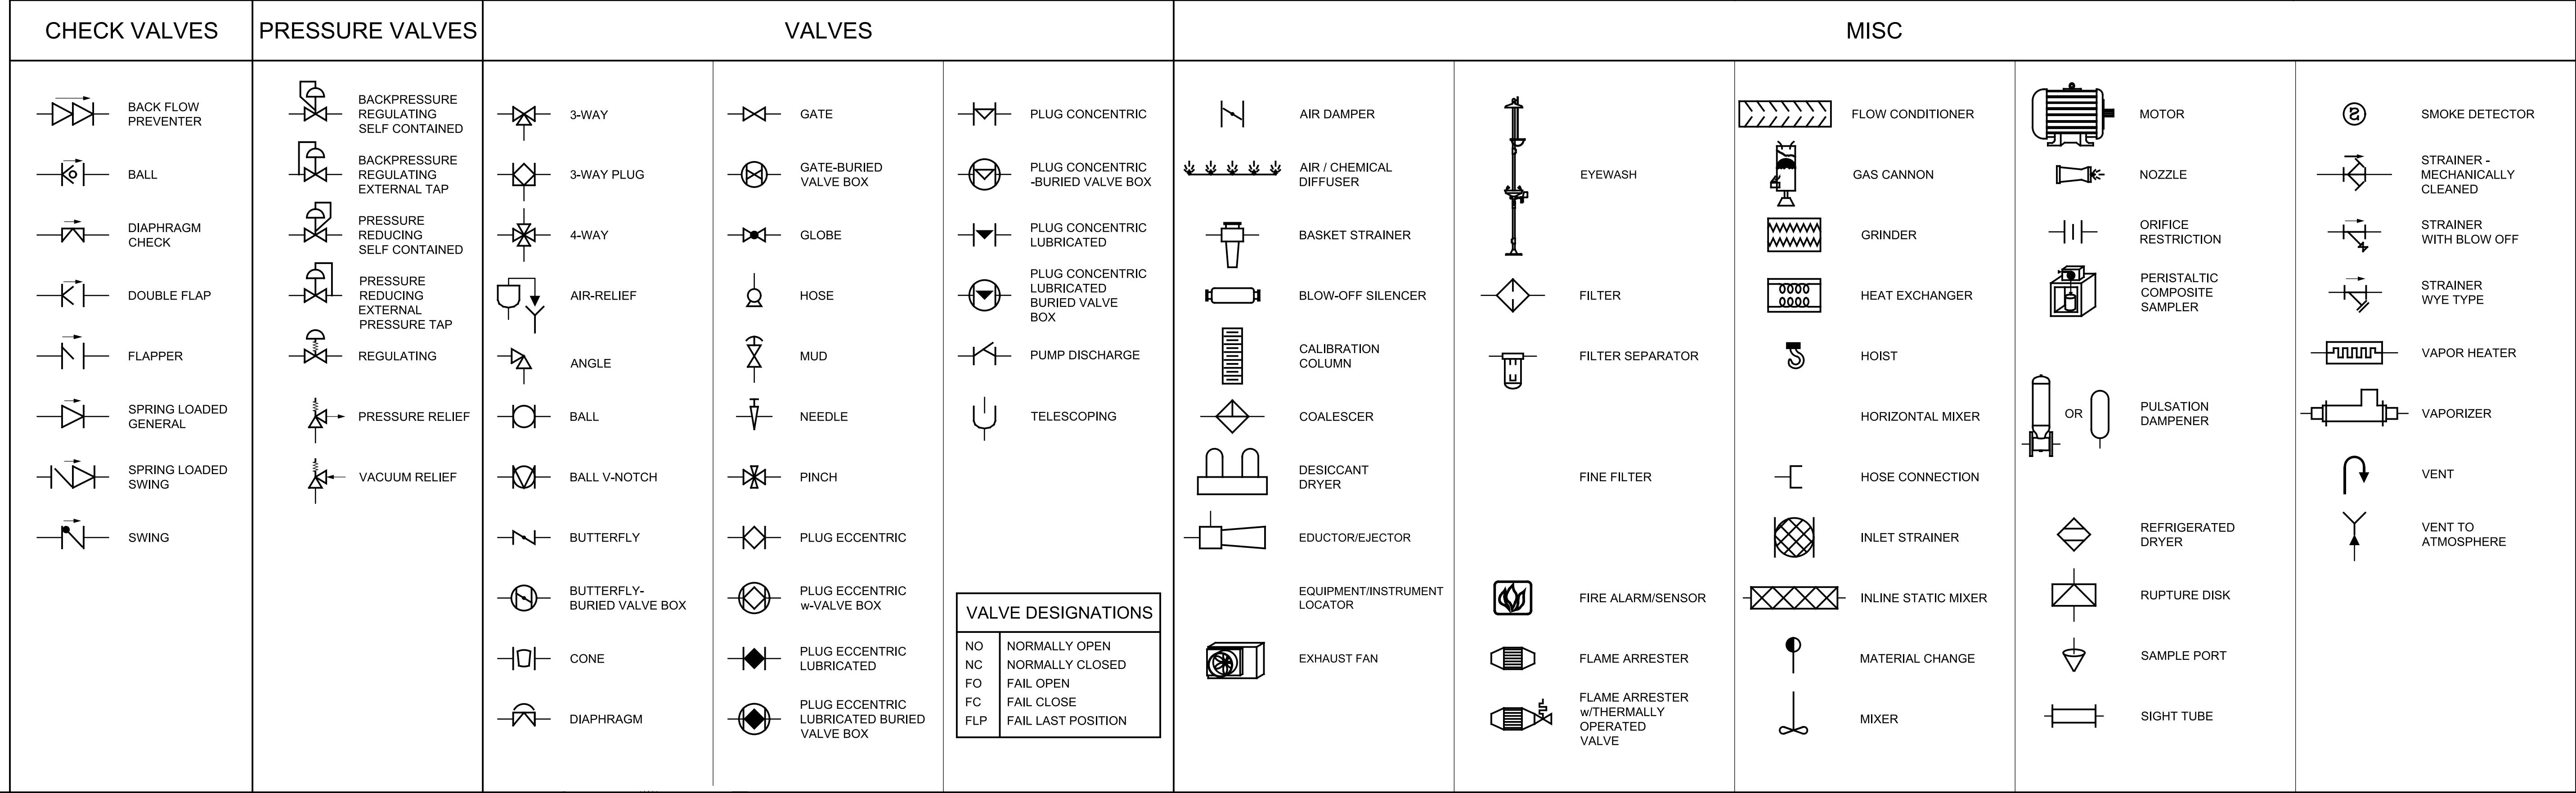 CHECK VALVES
BACK FLOW
PREVENTER
BALL
DIAPHRAGM
CHECK
DOUBLE FLAP
FLAPPER
SPRING LOADED
GENERAL
SPRING LOADED
SWING
SWING
PRESSURE VALVES
BACKPRESSURE
REGULATING
SELF CONTAINED
BACKPRESSURE
REGULATING
EXTERNAL TAP
PRESSURE
REDUCING
SELF CONTAINED
PRESSURE
REDUCING
EXTERNAL
PRESSURE TAP
REGULATING
PRESSURE RELIEF
VACUUM RELIEF
VALVES
3-WAY
3-WAY PLUG
4-WAY
AIR-RELIEF
ANGLE
BALL
BALL V-NOTCH
BUTTERFLY
BUTTERFLY-
BURIED VALVE BOX
CONE
DIAPHRAGM
GATE
GATE-BURIED
VALVE BOX
GLOBE
HOSE
MUD
NEEDLE
PINCH
PLUG ECCENTRIC
PLUG ECCENTRIC
w-VALVE BOX
PLUG ECCENTRIC
LUBRICATED
PLUG ECCENTRIC
LUBRICATED BURIED
VALVE BOX
PLUG CONCENTRIC
PLUG CONCENTRIC
-BURIED VALVE BOX
PLUG CONCENTRIC
LUBRICATED
PLUG CONCENTRIC
LUBRICATED
BURIED VALVE
BOX
PUMP DISCHARGE
TELESCOPING
VALVE DESIGNATIONS
NO NORMALLY OPEN
NC NORMALLY CLOSED
FO FAIL OPEN
FC FAIL CLOSE
FLP FAIL LAST POSITION
MISC
AIR DAMPER
AIR / CHEMICAL
DIFFUSER
BASKET STRAINER
BLOW-OFF SILENCER
CALIBRATION
COLUMN
COALESCER
DESICCANT
DRYER
EDUCTOR/EJECTOR
EQUIPMENT/INSTRUMENT
LOCATOR
EXHAUST FAN
EYEWASH
FILTER
FILTER SEPARATOR
FINE FILTER
FIRE ALARM/SENSOR
FLAME ARRESTER
FLAME ARRESTER
w/THERMALLY
OPERATED
VALVE
FLOW CONDITIONER
GAS CANNON
GRINDER
HEAT EXCHANGER
HOIST
HORIZONTAL MIXER
HOSE CONNECTION
INLET STRAINER
INLINE STATIC MIXER
MATERIAL CHANGE
MIXER
MOTOR
NOZZLE
ORIFICE
RESTRICTION
PERISTALTIC
COMPOSITE
SAMPLER
OR
PULSATION
DAMPENER
REFRIGERATED
DRYER
RUPTURE DISK
SAMPLE PORT
SIGHT TUBE
S
SMOKE DETECTOR
STRAINER -
MECHANICALLY
CLEANED
STRAINER
WITH BLOW OFF
STRAINER
WYE TYPE
VAPOR HEATER
VAPORIZER
VENT
VENT TO
ATMOSPHERE